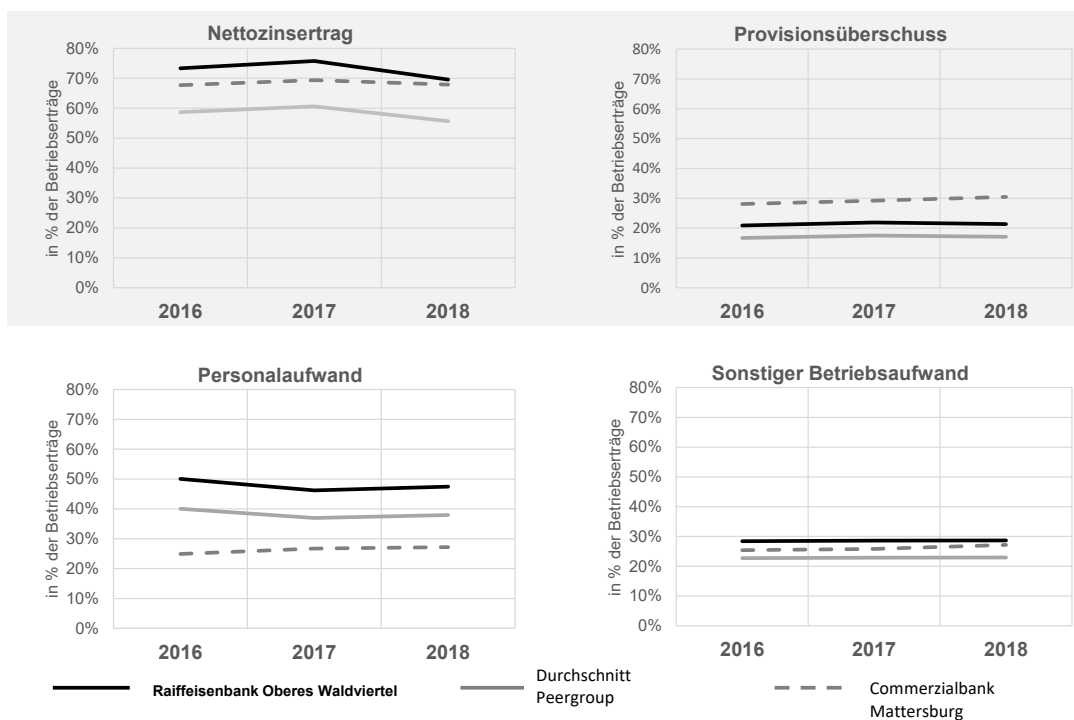 Nettozinsertrag
in % der Betriebserträge
80%
70%
60%
50%
40%
30%
20%
10%
0%
2016 2017 2018
Provisionsüberschuss
in % der Betriebserträge
80%
70%
60%
50%
40%
30%
20%
10%
0%
2016 2017 2018
Personalaufwand
in % der Betriebserträge
80%
70%
60%
50%
40%
30%
20%
10%
0%
2016 2017 2018
Sonstiger Betriebsaufwand
in % der Betriebserträge
80%
70%
60%
50%
40%
30%
20%
10%
0%
2016 2017 2018
Raiffeisenbank Oberes Waldviertel
Durchschnitt
Peergroup
Commerzialbank
Mattersburg